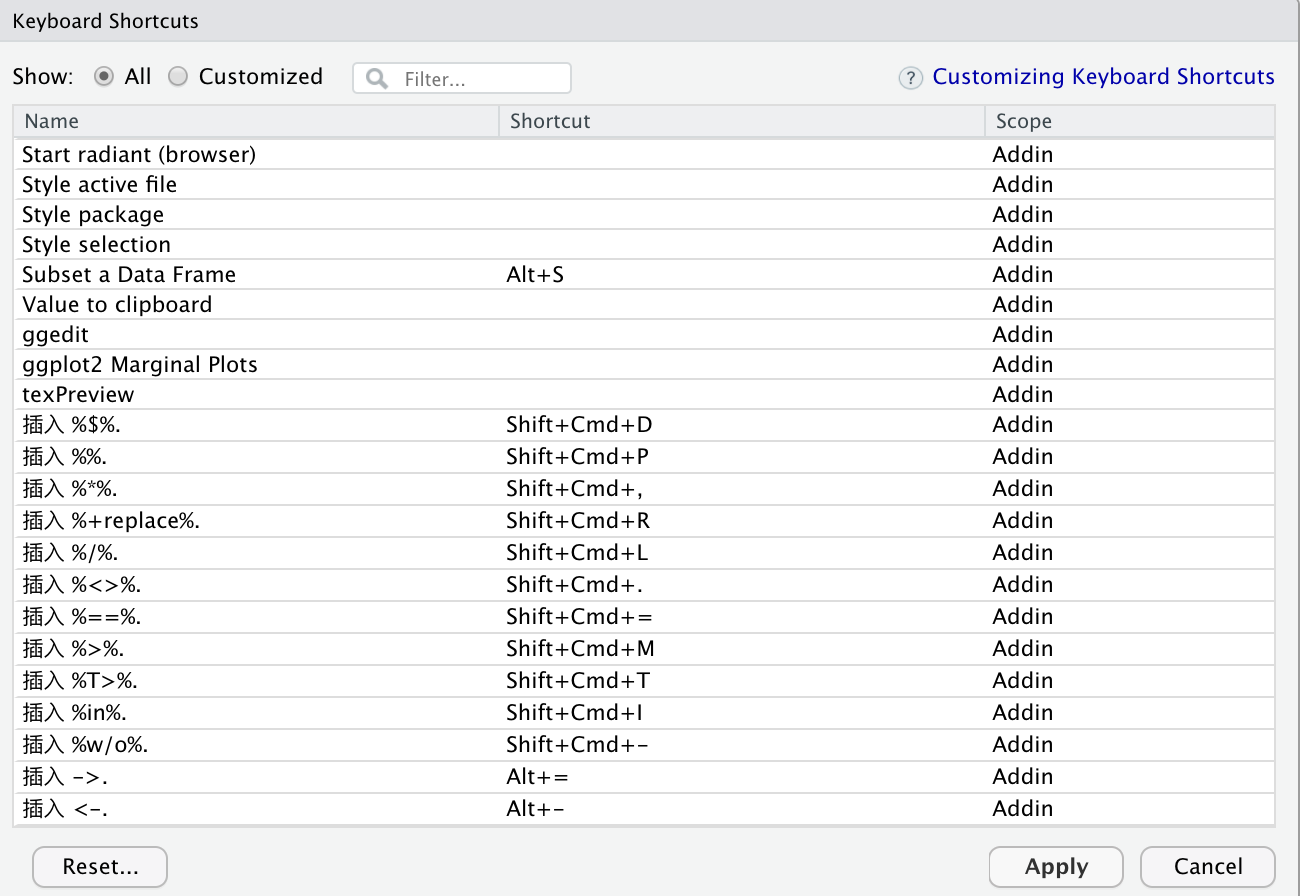 Keyboard Shortcuts
Show: All Customized Filter... ? Customizing Keyboard Shortcuts
Name Shortcut Scope
Start radiant (browser) Addin
Style active file Addin
Style package Addin
Style selection Addin
Subset a Data Frame Alt+S Addin
Value to clipboard Addin
ggedit Addin
ggplot2 Marginal Plots Addin
texPreview Addin
插入 %$%. Shift+Cmd+D Addin
插入 %%. Shift+Cmd+P Addin
插入 %*%. Shift+Cmd+, Addin
插入 %+replace%. Shift+Cmd+R Addin
插入 %/%. Shift+Cmd+L Addin
插入 %<>%. Shift+Cmd+. Addin
插入 %==%. Shift+Cmd+= Addin
插入 %>%. Shift+Cmd+M Addin
插入 %T>%. Shift+Cmd+T Addin
插入 %in%. Shift+Cmd+I Addin
插入 %w/o%. Shift+Cmd+- Addin
插入 ->. Alt+= Addin
插入 <-. Alt+- Addin
Reset... Apply Cancel